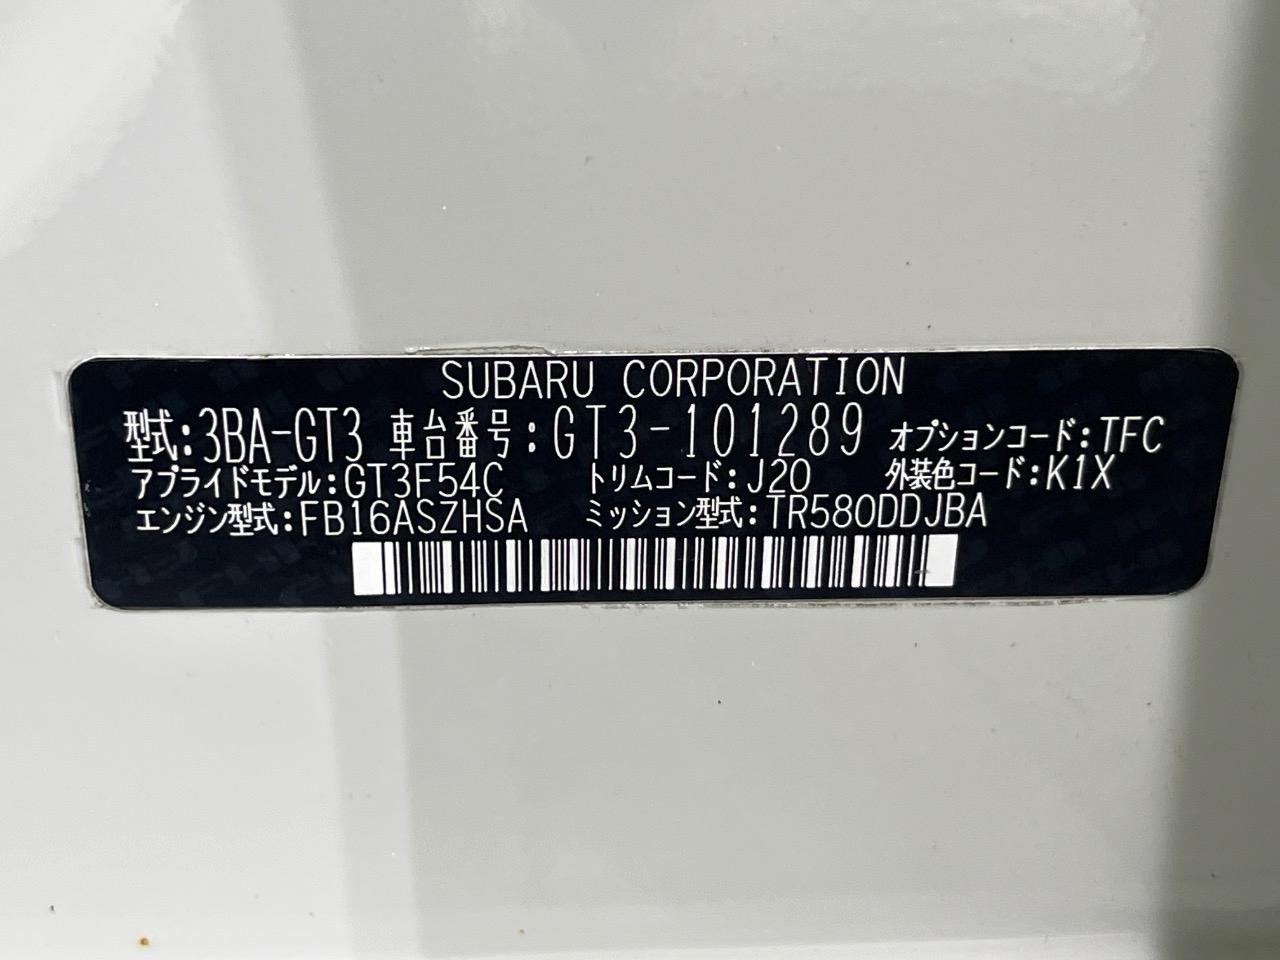 SUBARU CORPORATION
型式:3BA-GT3 車台番号:GT3-101289 オプションコード:TFC
アプライドモデル:GT3F54C トリムコード:J20 外装色コード:K1X
エンジン型式:FB16ASZHSA ミッション型式:TR580DDJBA